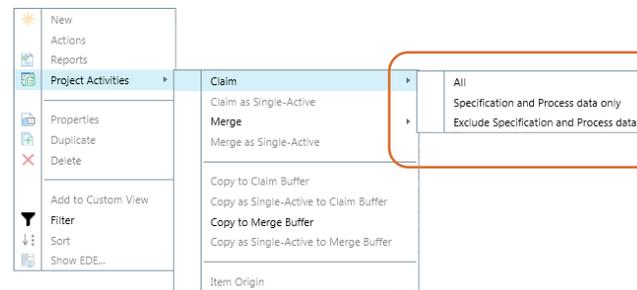 New
Actions
Reports
Project Activities
Properties
Duplicate
Delete
Add to Custom View
Filter
Sort
Show EDE...
Claim
Claim as Single-Active
Merge
Merge as Single-Active
Copy to Claim Buffer
Copy as Single-Active to Claim Buffer
Copy to Merge Buffer
Copy as Single-Active to Merge Buffer
Item Origin
All
Specification and Process data only
Exclude Specification and Process data